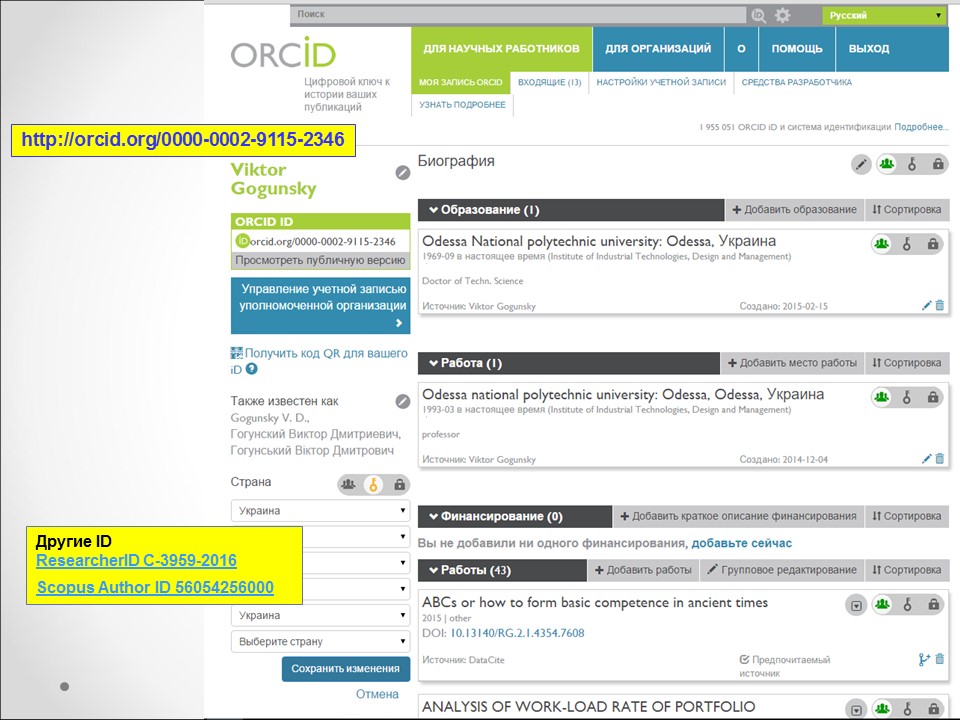 Поиск
Русский
ORCID
Цифровой ключ к
истории ваших
публикаций
ДЛЯ НАУЧНЫХ РАБОТНИКОВ
ДЛЯ ОРГАНИЗАЦИЙ
О
ПОМОЩЬ
ВЫХОД
МОЯ ЗАПИСЬ ORCID
ВХОДЯЩИЕ (13)
НАСТРОЙКИ УЧЕТНОЙ ЗАПИСИ
СРЕДСТВА РАЗРАБОТЧИКА
УЗНАТЬ ПОДРОБНЕЕ
1 955 051 ORCID iD и система идентификации Подробнее...
http://orcid.org/0000-0002-9115-2346
Viktor
Gogunsky
ORCID ID
iD orcid.org/0000-0002-9115-2346
Просмотреть публичную версию
Управление учетной записью
уполномоченной организации
Получить код QR для вашего
iD ?
Также известен как
Gogunsky V. D.,
Гогунский Виктор Дмитриевич,
Гогунський Віктор Дмитрович
Страна
Украина
Другие ID
ResearcherID C-3959-2016
Scopus Author ID 56054256000
Украина
Выберите страну
Сохранить изменения
Отмена
Биография
Образование (1)
Добавить образование
Сортировка
Odessa National polytechnic university: Odessa, Украина
1969-09 в настоящее время (Institute of Industrial Technologies, Design and Management)
Doctor of Techn. Science
Источник: Viktor Gogunsky
Создано: 2015-02-15
Работа (1)
Добавить место работы
Сортировка
Odessa national polytechnic university: Odessa, Odessa, Украина
1993-03 в настоящее время (Institute of Industrial Technologies, Design and Management)
professor
Источник: Viktor Gogunsky
Создано: 2014-12-04
Финансирование (0)
Добавить краткое описание финансирования
Сортировка
Вы не добавили ни одного финансирования, добавьте сейчас
Работы (43)
Добавить работы
Групповое редактирование
Сортировка
ABCs or how to form basic competence in ancient times
2015 | other
DOI: 10.13140/RG.2.1.4354.7608
Источник: DataCite
Предпочитаемый
источник
ANALYSIS OF WORK-LOAD RATE OF PORTFOLIO